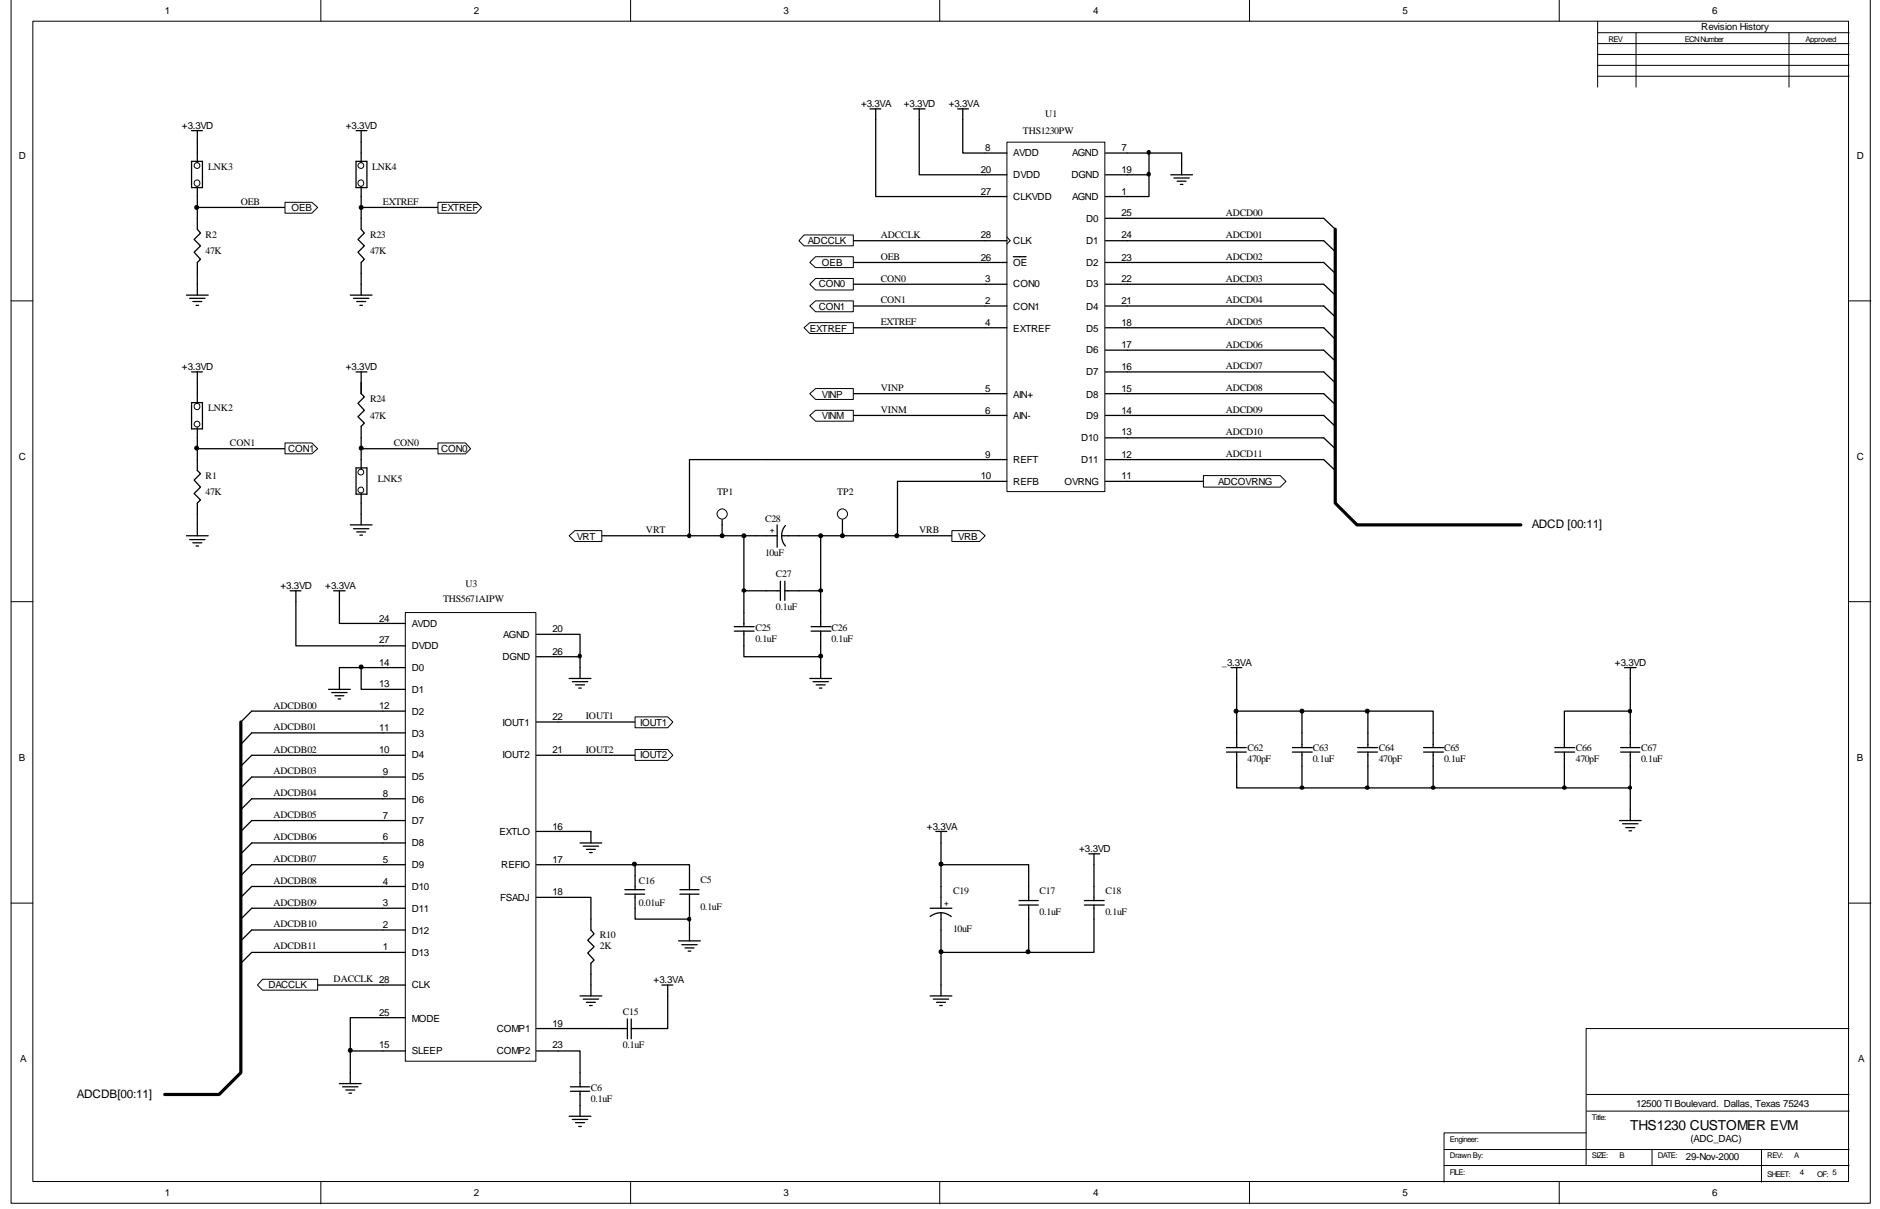 1 2 3 4 5 6
Revision History
REV ECN Number Approved
D D
+3.3VD
LNK3
OEB OEB
R2
47K
+3.3VD
LNK4
EXTREF EXTREF
R23
47K
+3.3VD
LNK2
CON1 CON1
R1
47K
+3.3VD
R24
47K
CON0 CON0
LNK5
+3.3VA +3.3VD +3.3VA
U1
THS1230PW
8 AVDD AGND 7
20 DVDD DGND 19
27 CLKVDD AGND 1
D0 25 ADCD00
ADCCLK ADCCLK 28 CLK D1 24 ADCD01
OEB OEB 26 OE D2 23 ADCD02
CON0 CON0 3 CON0 D3 22 ADCD03
CON1 CON1 2 CON1 D4 21 ADCD04
EXTREF EXTREF 4 EXTREF D5 18 ADCD05
D6 17 ADCD06
D7 16 ADCD07
VINP VINP 5 AIN+ D8 15 ADCD08
VINM VINM 6 AIN- D9 14 ADCD09
D10 13 ADCD10
9 REFT D11 12 ADCD11
10 REFB OVRNG 11 ADCOVRNG
ADCD [00:11]
C C
TP1 TP2
VRT VRT VRB VRB
C28
+
10uF
C27
0.1uF
C25
0.1uF
C26
0.1uF
+3.3VD +3.3VA
U3
THS5671AIPW
24 AVDD AGND 20
27 DVDD DGND 26
14 D0
13 D1
ADCDB00 12 D2
IOUT1 22 IOUT1 IOUT1
ADCDB01 11 D3
ADCDB02 10 D4
IOUT2 21 IOUT2 IOUT2
ADCDB03 9 D5
ADCDB04 8 D6
ADCDB05 7 D7
EXTLO 16
ADCDB06 6 D8
ADCDB07 5 D9
REFIO 17
ADCDB08 4 D10
FSADJ 18
ADCDB09 3 D11
ADCDB10 2 D12
ADCDB11 1 D13
DACCLK DACCLK 28 CLK
25 MODE
COMP1 19
15 SLEEP COMP2 23
ADCDB[00:11]
C16
0.01uF
C5
0.1uF
R10
2K
+3.3VA
C15
0.1uF
C6
0.1uF
B B
_3.3VA +3.3VD
C62
470pF
C63
0.1uF
C64
470pF
C65
0.1uF
C66
470pF
C67
0.1uF
+3.3VA
+3.3VD
C19
+
10uF
C17
0.1uF
C18
0.1uF
A A
12500 TI Boulevard. Dallas, Texas 75243
Title:
THS1230 CUSTOMER EVM
(ADC_DAC)
Engineer:
Drawn By:
FILE:
SIZE: B DATE: 29-Nov-2000 REV: A
SHEET: 4 OF: 5
1 2 3 4 5 6